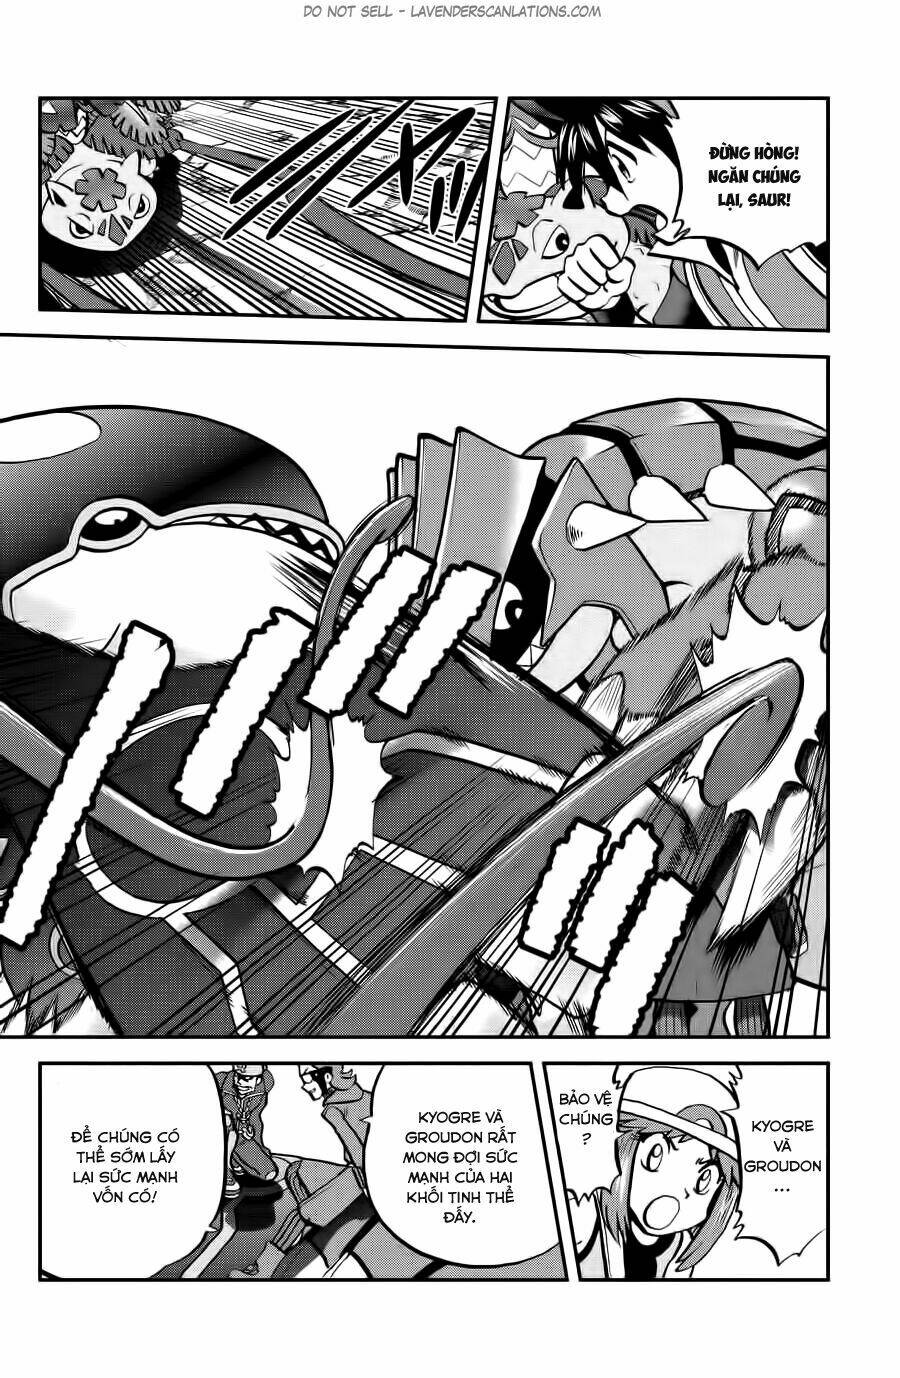 DO NOT SELL - LAVENDERSCANLATIONS.COM
ĐỪNG HÒNG!
NGĂN CHÚNG
LẠI, SAUR!
KYOGRE
VÀ
GROUDON
...
BẢO VỆ
CHÚNG
?
KYOGRE VÀ
GROUDON RẤT
MONG ĐỢI SỨC
MẠNH CỦA HAI
KHỐI TINH THỂ
ĐẤY.
ĐỂ CHÚNG CÓ
THỂ SỚM LẤY
LẠI SỨC MẠNH
VỐN CÓ!